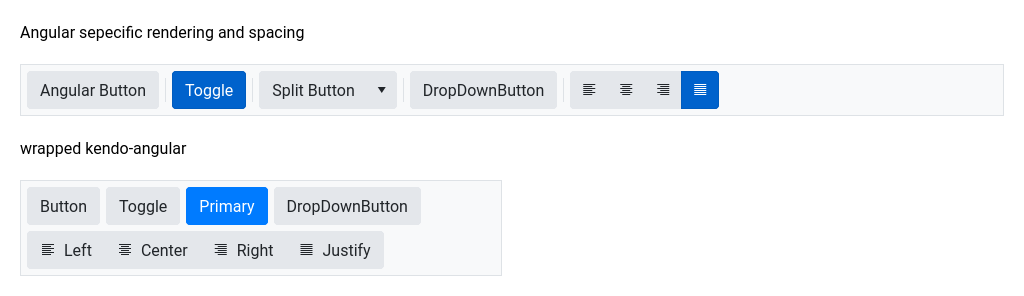 Angular sepecific rendering and spacing
Angular Button Toggle Split Button DropDownButton
wrapped kendo-angular
Button Toggle Primary DropDownButton
Left Center Right Justify